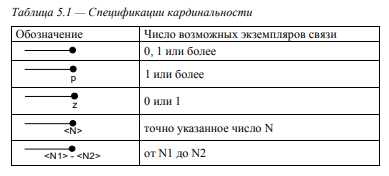 Таблица 5.1 — Спецификации кардинальности
Обозначение Число возможных экземпляров связи
0, 1 или более
p 1 или более
z 0 или 1
<N> точно указанное число N
<N1> - <N2> от N1 до N2